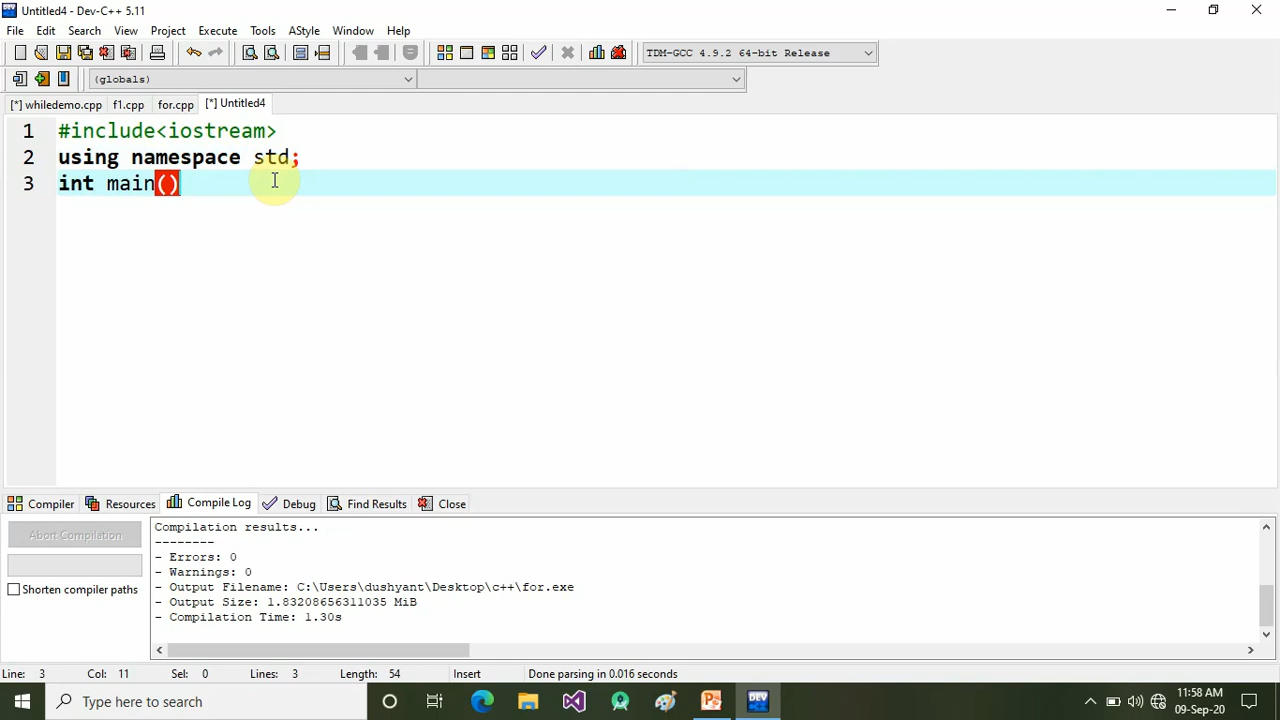 Untitled4 - Dev-C++ 5.11
File Edit Search View Project Execute Tools AStyle Window Help
TDM-GCC 4.9.2 64-bit Release
(globals)
[*] whiledemo.cpp f1.cpp for.cpp [*] Untitled4
1 #include<iostream>
2 using namespace std;
3 int main()
Compiler Resources Compile Log Debug Find Results Close
Abort Compilation
Shorten compiler paths
Compilation results...
--------
- Errors: 0
- Warnings: 0
- Output Filename: C:\Users\dushyant\Desktop\c++\for.exe
- Output Size: 1.83208656311035 MiB
- Compilation Time: 1.30s
Line: 3 Col: 11 Sel: 0 Lines: 3 Length: 54 Insert Done parsing in 0.016 seconds
Type here to search
DEV
11:58 AM
09-Sep-20